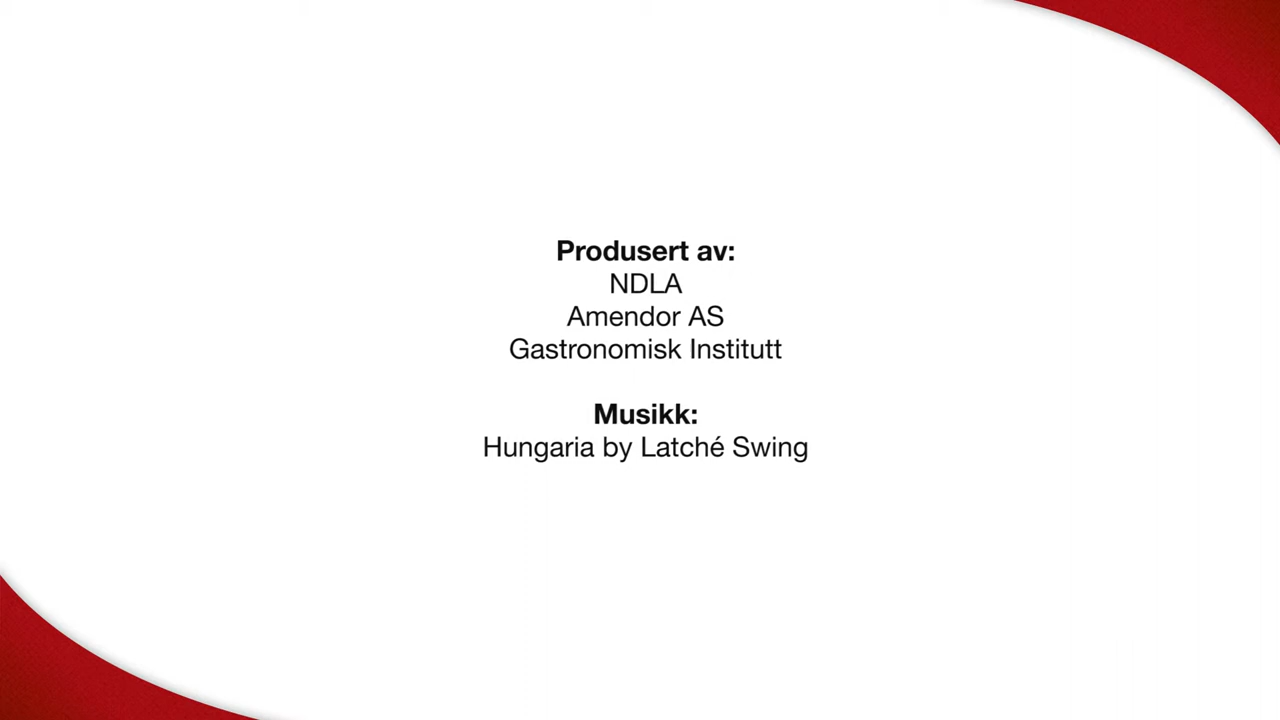 Produsert av:
NDLA
Amendor AS
Gastronomisk Institutt
Musikk:
Hungaria by Latché Swing